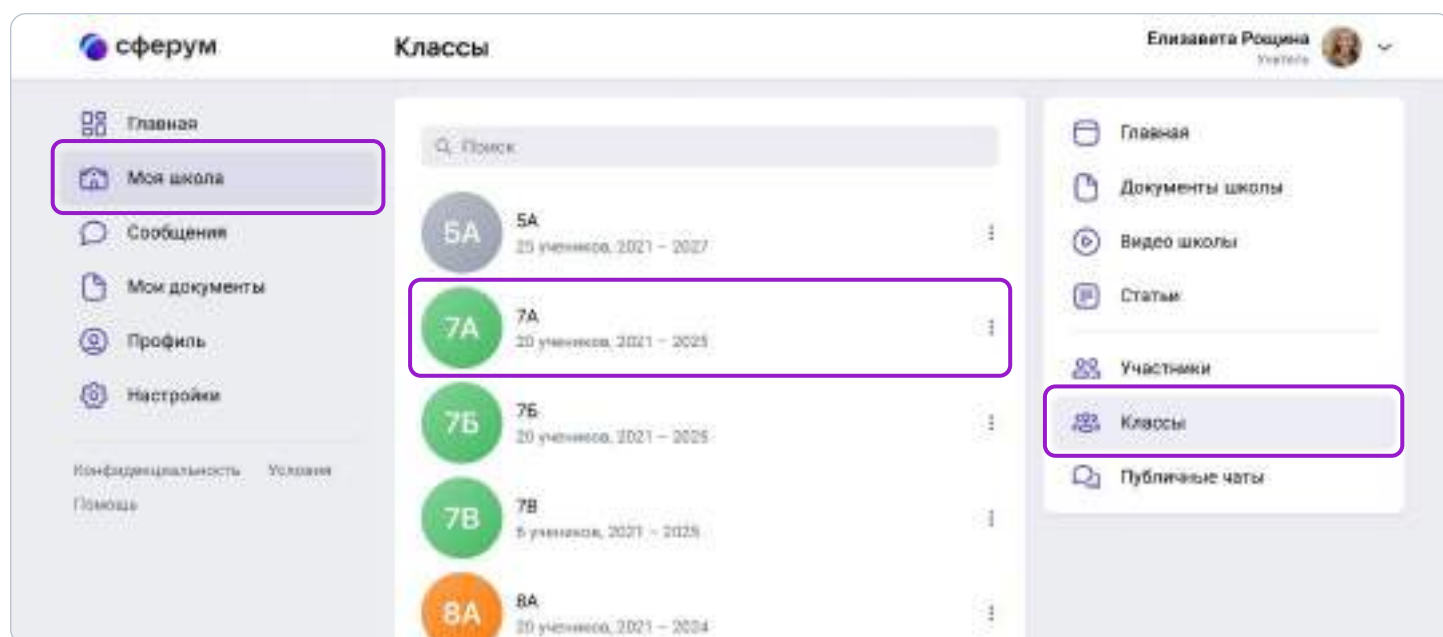 сферум
Классы
Елизавета Рощина
Учитель
Главная
Моя школа
Сообщения
Мои документы
Профиль
Настройки
Конфиденциальность Условия
Помощь
Поиск
5А
5А
25 учеников, 2021 – 2027
7А
7А
20 учеников, 2021 – 2025
7Б
7Б
20 учеников, 2021 – 2025
7В
7В
6 учеников, 2021 – 2025
8А
8А
20 учеников, 2021 – 2024
Главная
Документы школы
Видео школы
Статьи
Участники
Классы
Публичные чаты